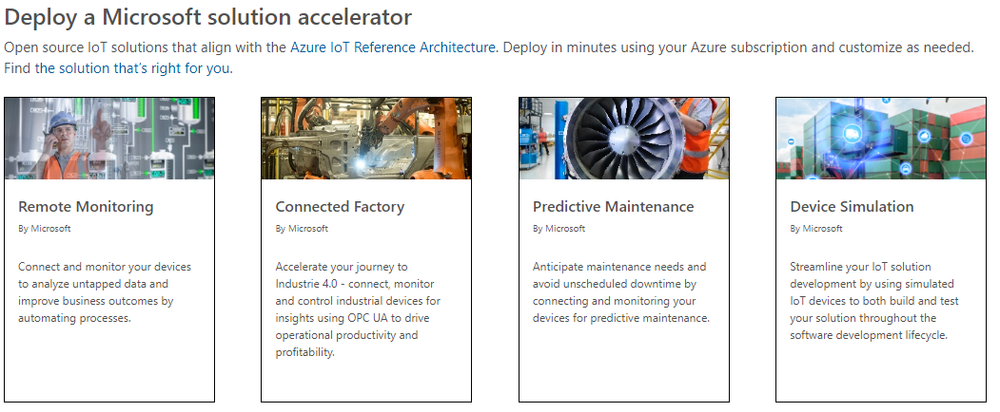 Deploy a Microsoft solution accelerator
Open source IoT solutions that align with the Azure IoT Reference Architecture. Deploy in minutes using your Azure subscription and customize as needed.
Find the solution that's right for you.
Remote Monitoring
By Microsoft
Connect and monitor your devices
to analyze untapped data and
improve business outcomes by
automating processes.
Connected Factory
By Microsoft
Accelerate your journey to
Industrie 4.0 - connect, monitor
and control industrial devices for
insights using OPC UA to drive
operational productivity and
profitability.
Predictive Maintenance
By Microsoft
Anticipate maintenance needs and
avoid unscheduled downtime by
connecting and monitoring your
devices for predictive maintenance.
Device Simulation
By Microsoft
Streamline your IoT solution
development by using simulated
IoT devices to both build and test
your solution throughout the
software development lifecycle.